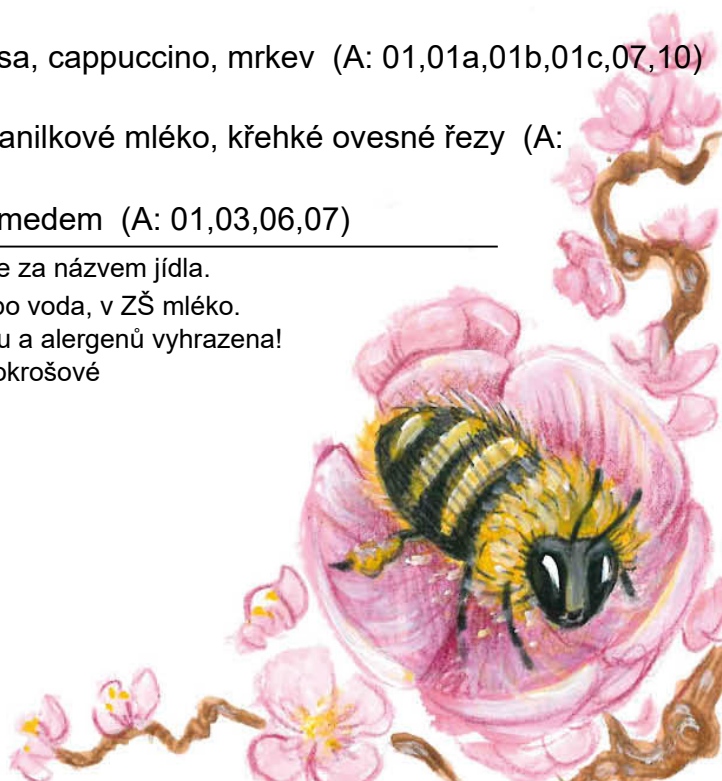 sa, cappuccino, mrkev (A: 01,01a,01b,01c,07,10)
anilkové mléko, křehké ovesné řezy (A:
medem (A: 01,03,06,07)
e za názvem jídla.
bo voda, v ZŠ mléko.
u a alergenů vyhrazena!
okrošové